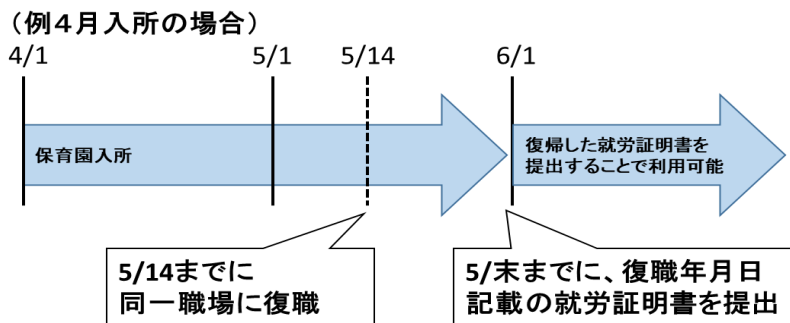 （例４月入所の場合）
4/1
5/1
5/14
6/1
保育園入所
復帰した就労証明書を
提出することで利用可能
5/14までに
同一職場に復職
5/末までに、復職年月日
記載の就労証明書を提出